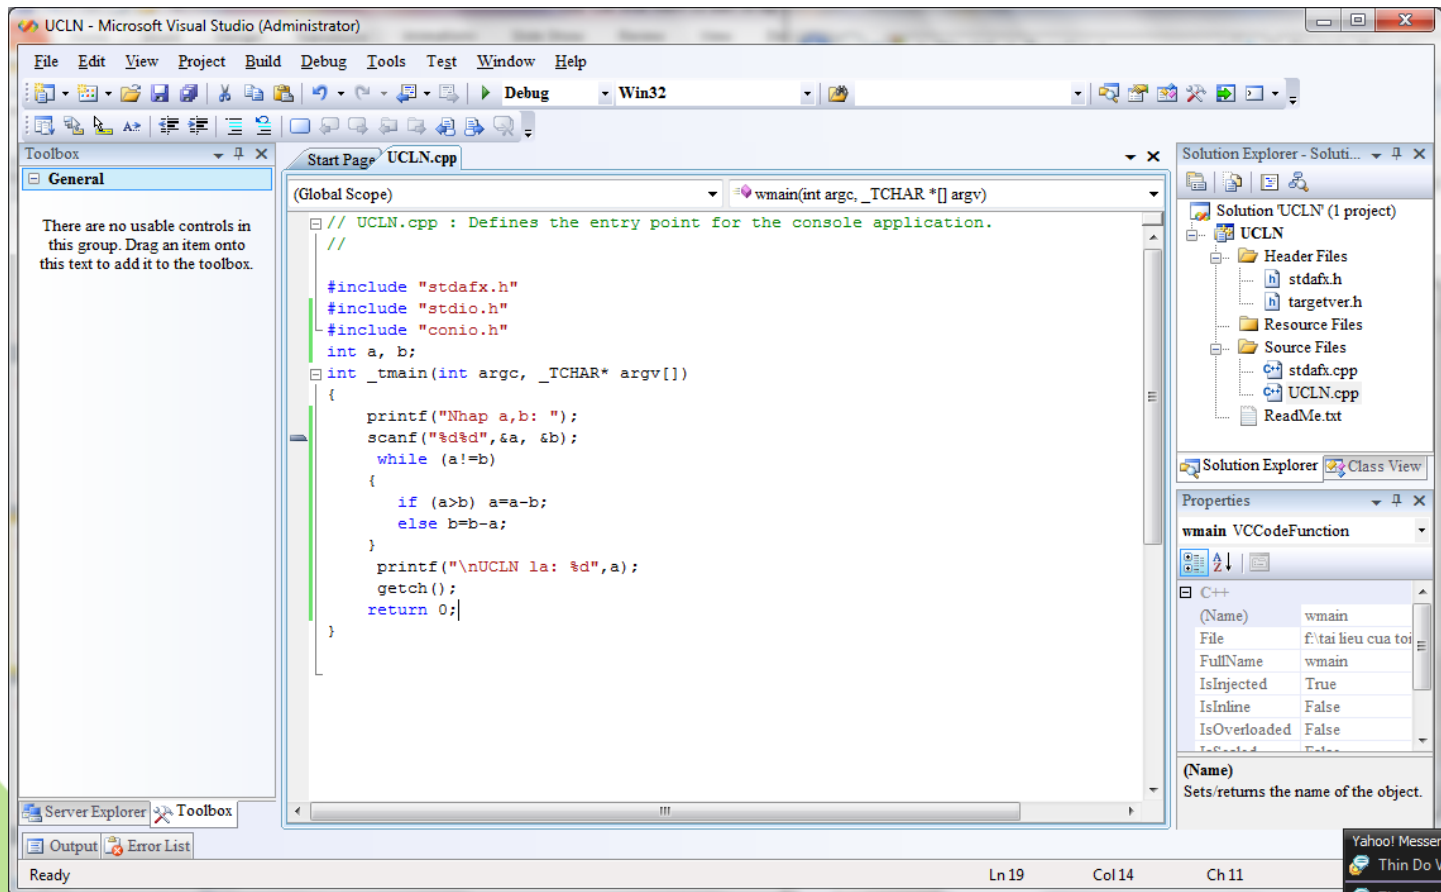 UCLN - Microsoft Visual Studio (Administrator)
File Edit View Project Build Debug Tools Test Window Help
Debug Win32
Toolbox
General
There are no usable controls in
this group. Drag an item onto
this text to add it to the toolbox.
Server Explorer Toolbox
Start Page UCLN.cpp
(Global Scope) wmain(int argc, _TCHAR *[] argv)
// UCLN.cpp : Defines the entry point for the console application.
//
#include "stdafx.h"
#include "stdio.h"
#include "conio.h"
int a, b;
int _tmain(int argc, _TCHAR* argv[])
{
printf("Nhap a,b: ");
scanf("%d%d",&a, &b);
while (a!=b)
{
if (a>b) a=a-b;
else b=b-a;
}
printf("\nUCLN la: %d",a);
getch();
return 0;
}
Solution Explorer - Soluti...
Solution 'UCLN' (1 project)
UCLN
Header Files
stdafx.h
targetver.h
Resource Files
Source Files
stdafx.cpp
UCLN.cpp
ReadMe.txt
Solution Explorer Class View
Properties
wmain VCCodeFunction
C++
(Name) wmain
File f:\tai lieu cua toi
FullName wmain
IsInjected True
IsInline False
IsOverloaded False
(Name)
Sets/returns the name of the object.
Output Error List
Ready Ln 19 Col 14 Ch 11
Yahoo! Messen
Thin Do V